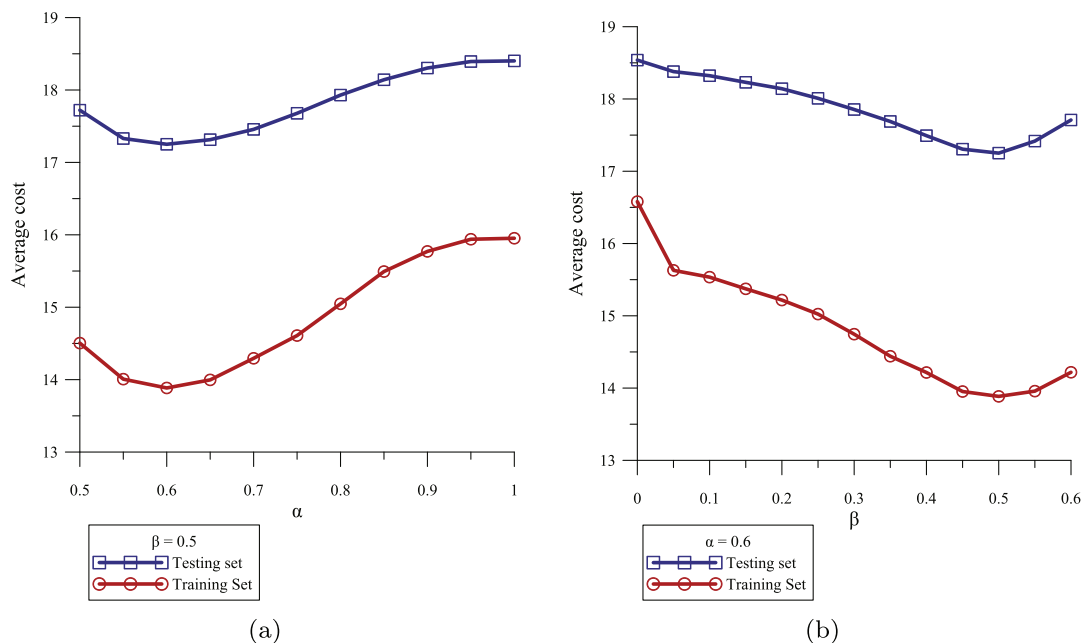 19
18
17
16
15
14
13
Average cost
0.5
0.6
0.7
0.8
0.9
1
α
β = 0.5
Testing set
Training Set
(a)
19
18
17
16
15
14
13
Average cost
0
0.1
0.2
0.3
0.4
0.5
0.6
β
α = 0.6
Testing set
Training Set
(b)